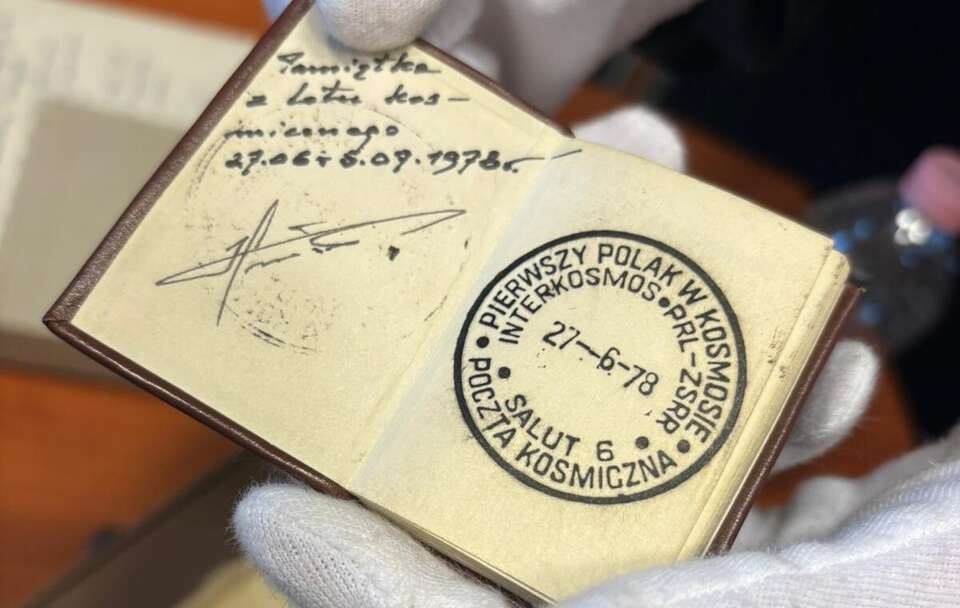 Pamiątka
z lotu kos-
micznego
27.06÷5.07.1978r.
• PIERWSZY POLAK W KOSMOSIE •
INTERKOSMOS • PRL-ZSRR
27-6-78
• SALUT 6 •
POCZTA KOSMICZNA